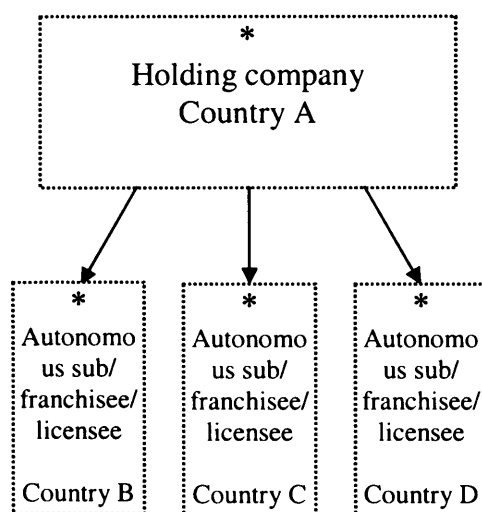 *
Holding company
Country A
*
Autonomo
us sub/
franchisee/
licensee
Country B
*
Autonomo
us sub/
franchisee/
licensee
Country C
*
Autonomo
us sub/
franchisee/
licensee
Country D